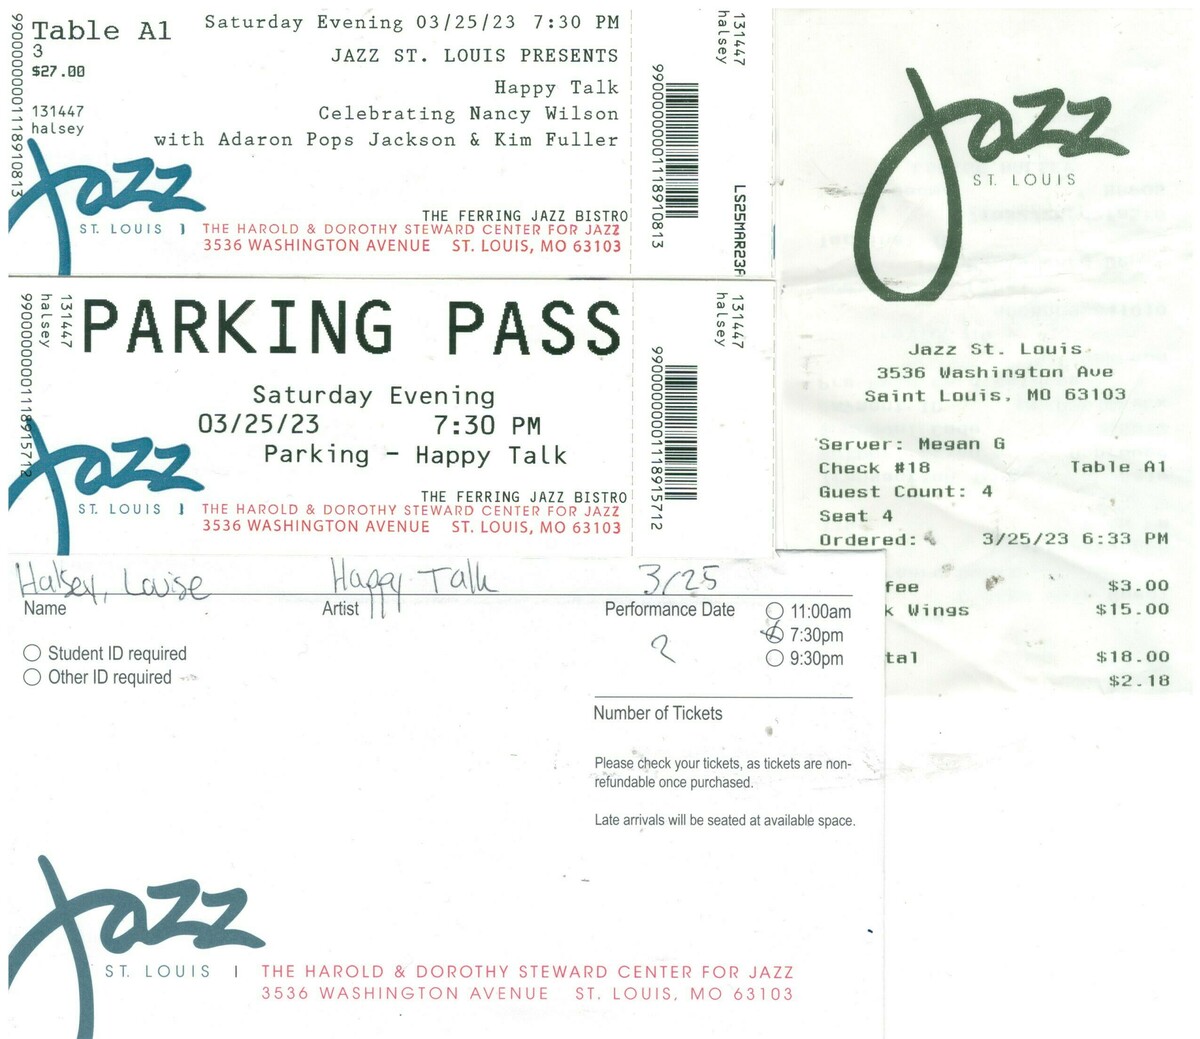 Table A1
3
$27.00
131447
halsey
990000000001118910813
Saturday Evening 03/25/23 7:30 PM
JAZZ ST. LOUIS PRESENTS
Happy Talk
Celebrating Nancy Wilson
with Adaron Pops Jackson & Kim Fuller
Jazz
ST. LOUIS
THE FERRING JAZZ BISTRO
THE HAROLD & DOROTHY STEWARD CENTER FOR JAZZ
3536 WASHINGTON AVENUE ST. LOUIS, MO 63103
990000000001118910813
131447
halsey
LS25MAR23A
131447
halsey
990000000001118915712
PARKING PASS
Saturday Evening
03/25/23 7:30 PM
Parking - Happy Talk
Jazz
ST. LOUIS
THE FERRING JAZZ BISTRO
THE HAROLD & DOROTHY STEWARD CENTER FOR JAZZ
3536 WASHINGTON AVENUE ST. LOUIS, MO 63103
990000000001118915712
131447
halsey
Jazz
ST. LOUIS
Jazz St. Louis
3536 Washington Ave
Saint Louis, MO 63103
Server: Megan G
Check #18 Table A1
Guest Count: 4
Seat 4
Ordered: 3/25/23 6:33 PM
fee $3.00
k Wings $15.00
tal $18.00
$2.18
Halsey, Louise Happy Talk 3/25
Name Artist Performance Date
11:00am
7:30pm
9:30pm
2
Student ID required
Other ID required
Number of Tickets
Please check your tickets, as tickets are non-
refundable once purchased.
Late arrivals will be seated at available space.
Jazz
ST. LOUIS | THE HAROLD & DOROTHY STEWARD CENTER FOR JAZZ
3536 WASHINGTON AVENUE ST. LOUIS, MO 63103